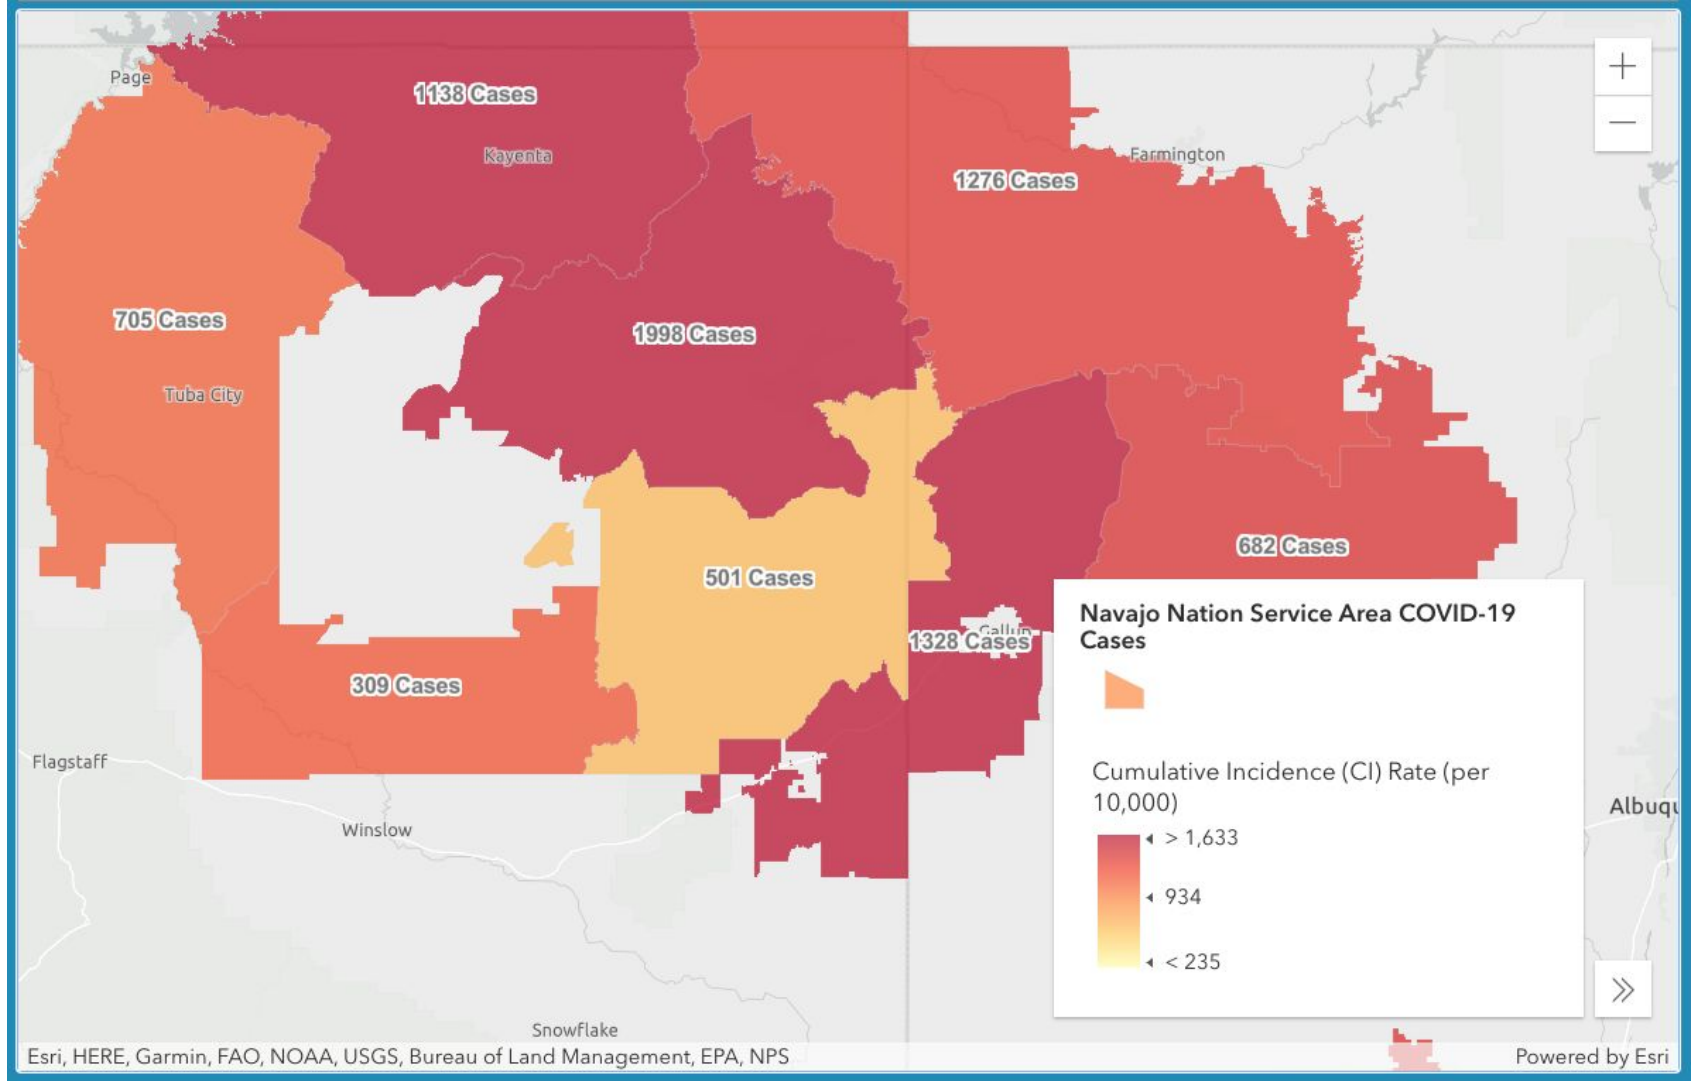 Page
1138 Cases
Kayenta
Farmington
1276 Cases
705 Cases
1998 Cases
Tuba City
682 Cases
501 Cases
Gallup
1328 Cases
309 Cases
Flagstaff
Winslow
Snowflake
Albuqu
+
−
Navajo Nation Service Area COVID-19
Cases
Cumulative Incidence (CI) Rate (per
10,000)
> 1,633
934
< 235
Esri, HERE, Garmin, FAO, NOAA, USGS, Bureau of Land Management, EPA, NPS
Powered by Esri